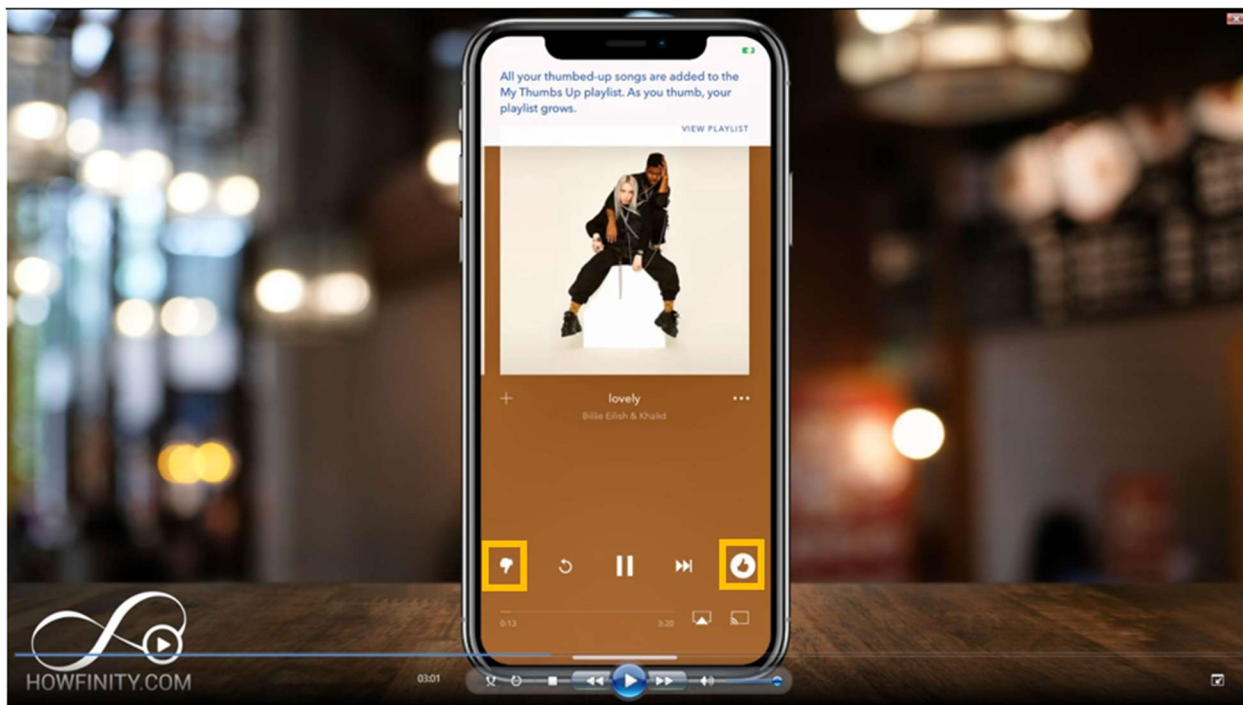 All your thumbed-up songs are added to the
My Thumbs Up playlist. As you thumb, your
playlist grows.
VIEW PLAYLIST
lovely
Billie Eilish & Khalid
0:13
3:20
HOWFINITY.COM
03:01